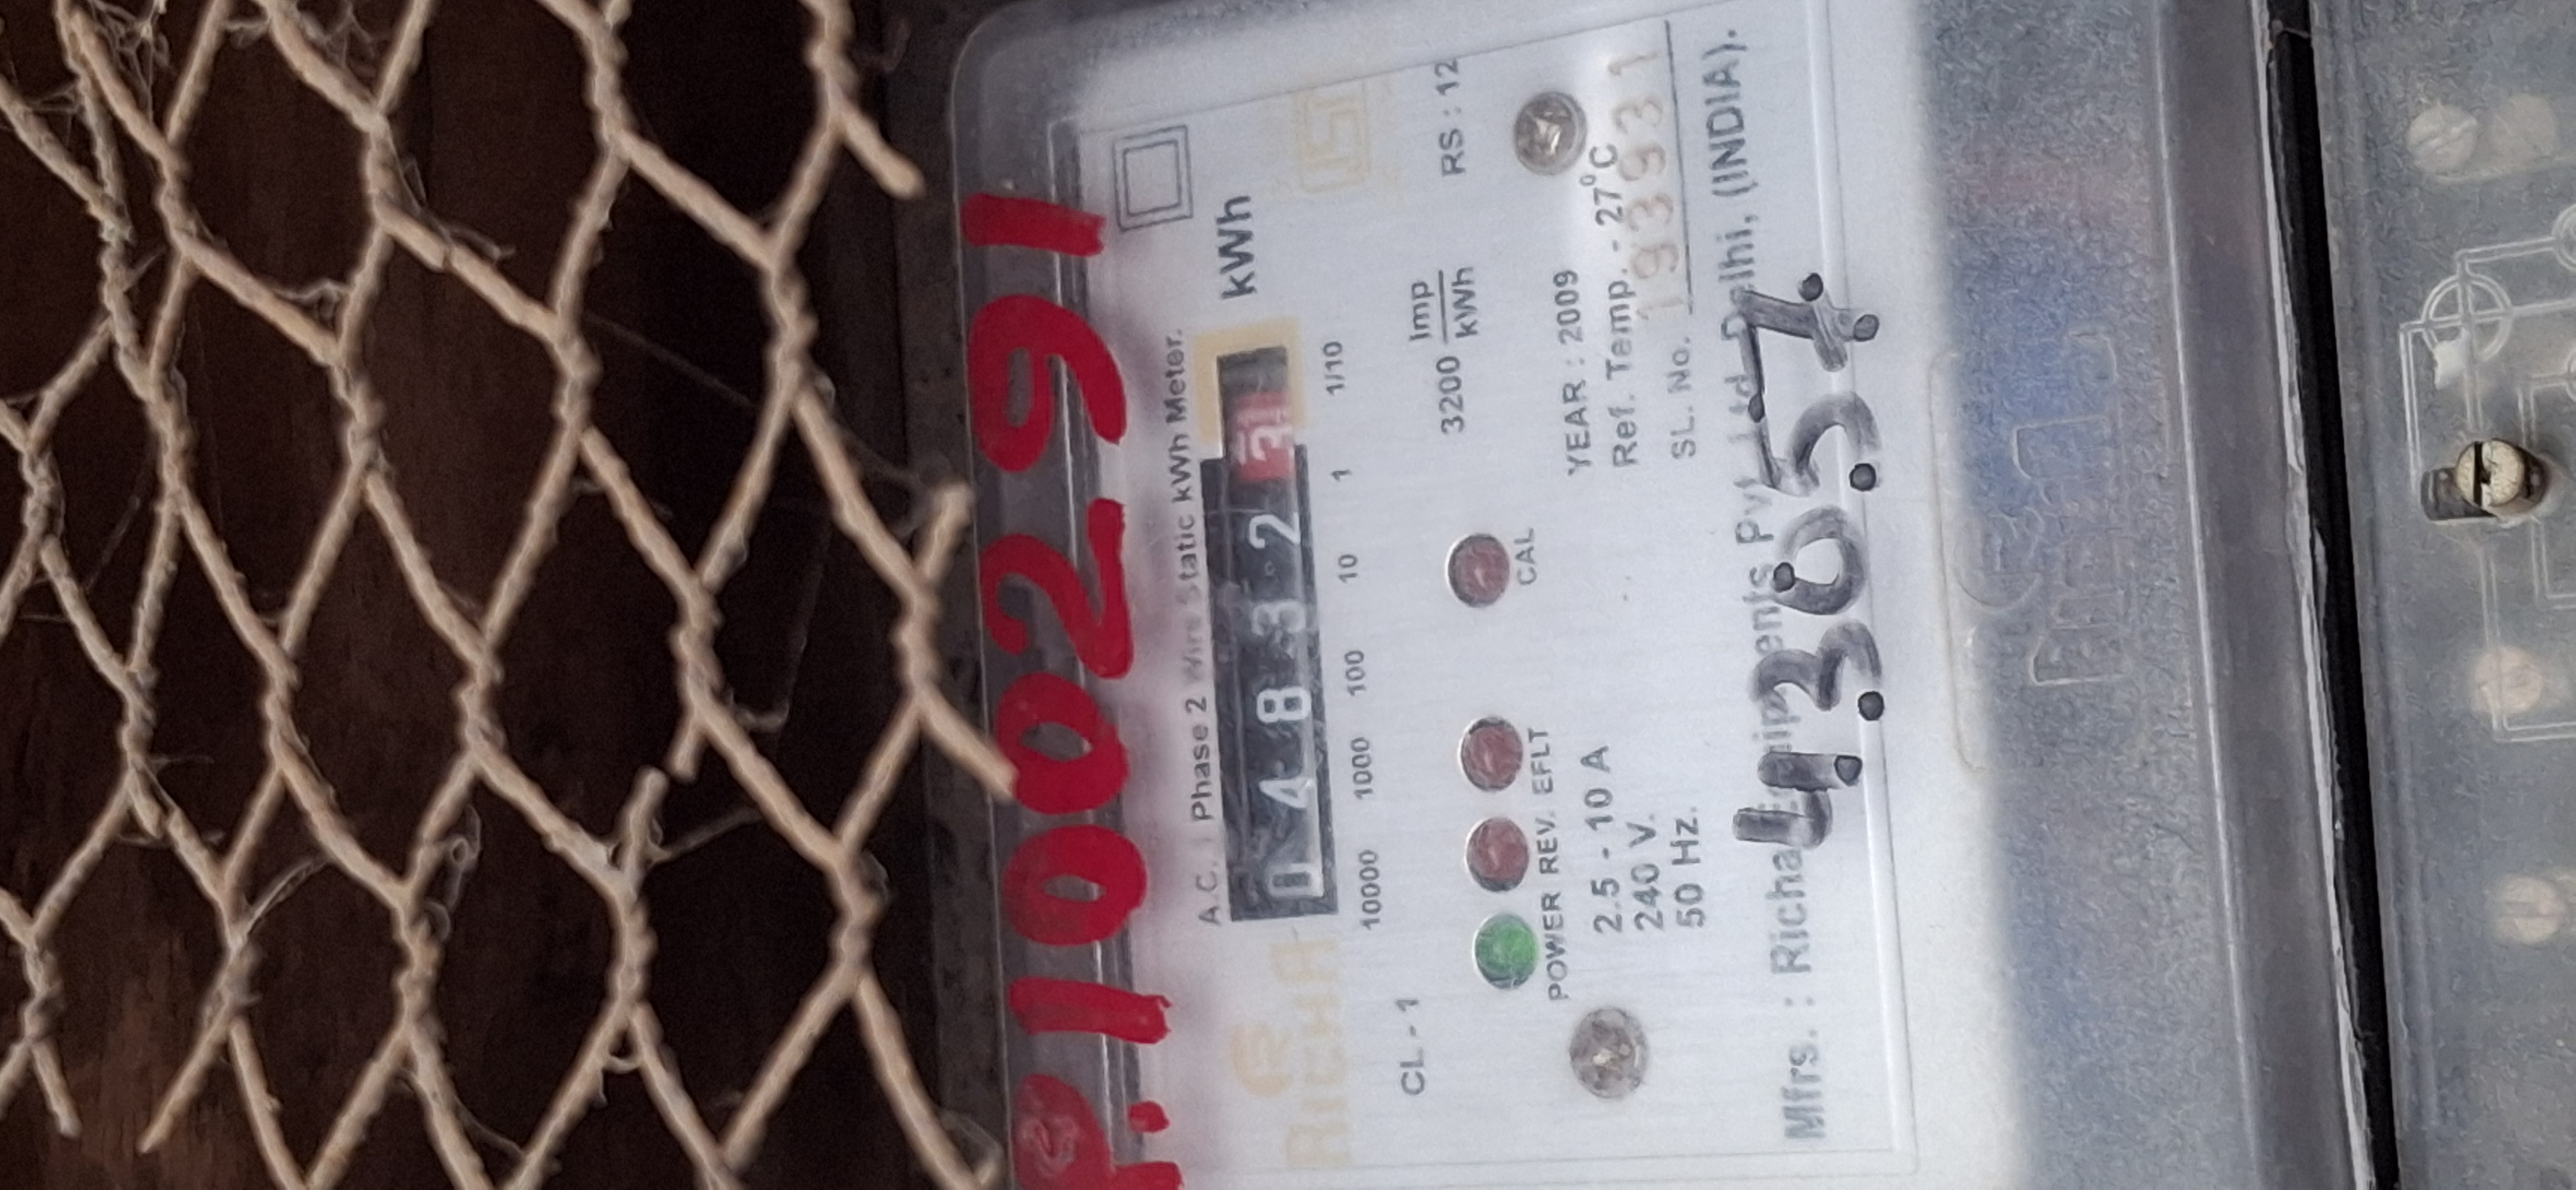 P.100291
A.C. 1 Phase 2 Wire Static kWh Meter.
RICHA
0 4 8 3 2 3 kWh
10000 1000 100 10 1 1/10
CL-1
3200 Imp/kWh
RS : 12
POWER REV. EFLT
CAL
2.5 - 10 A
240 V.
50 Hz.
YEAR : 2009
Ref. Temp. - 27°C
SL. No. 193931
Mfrs. : Richa Equipments Pvt. Ltd. Delhi, (INDIA).